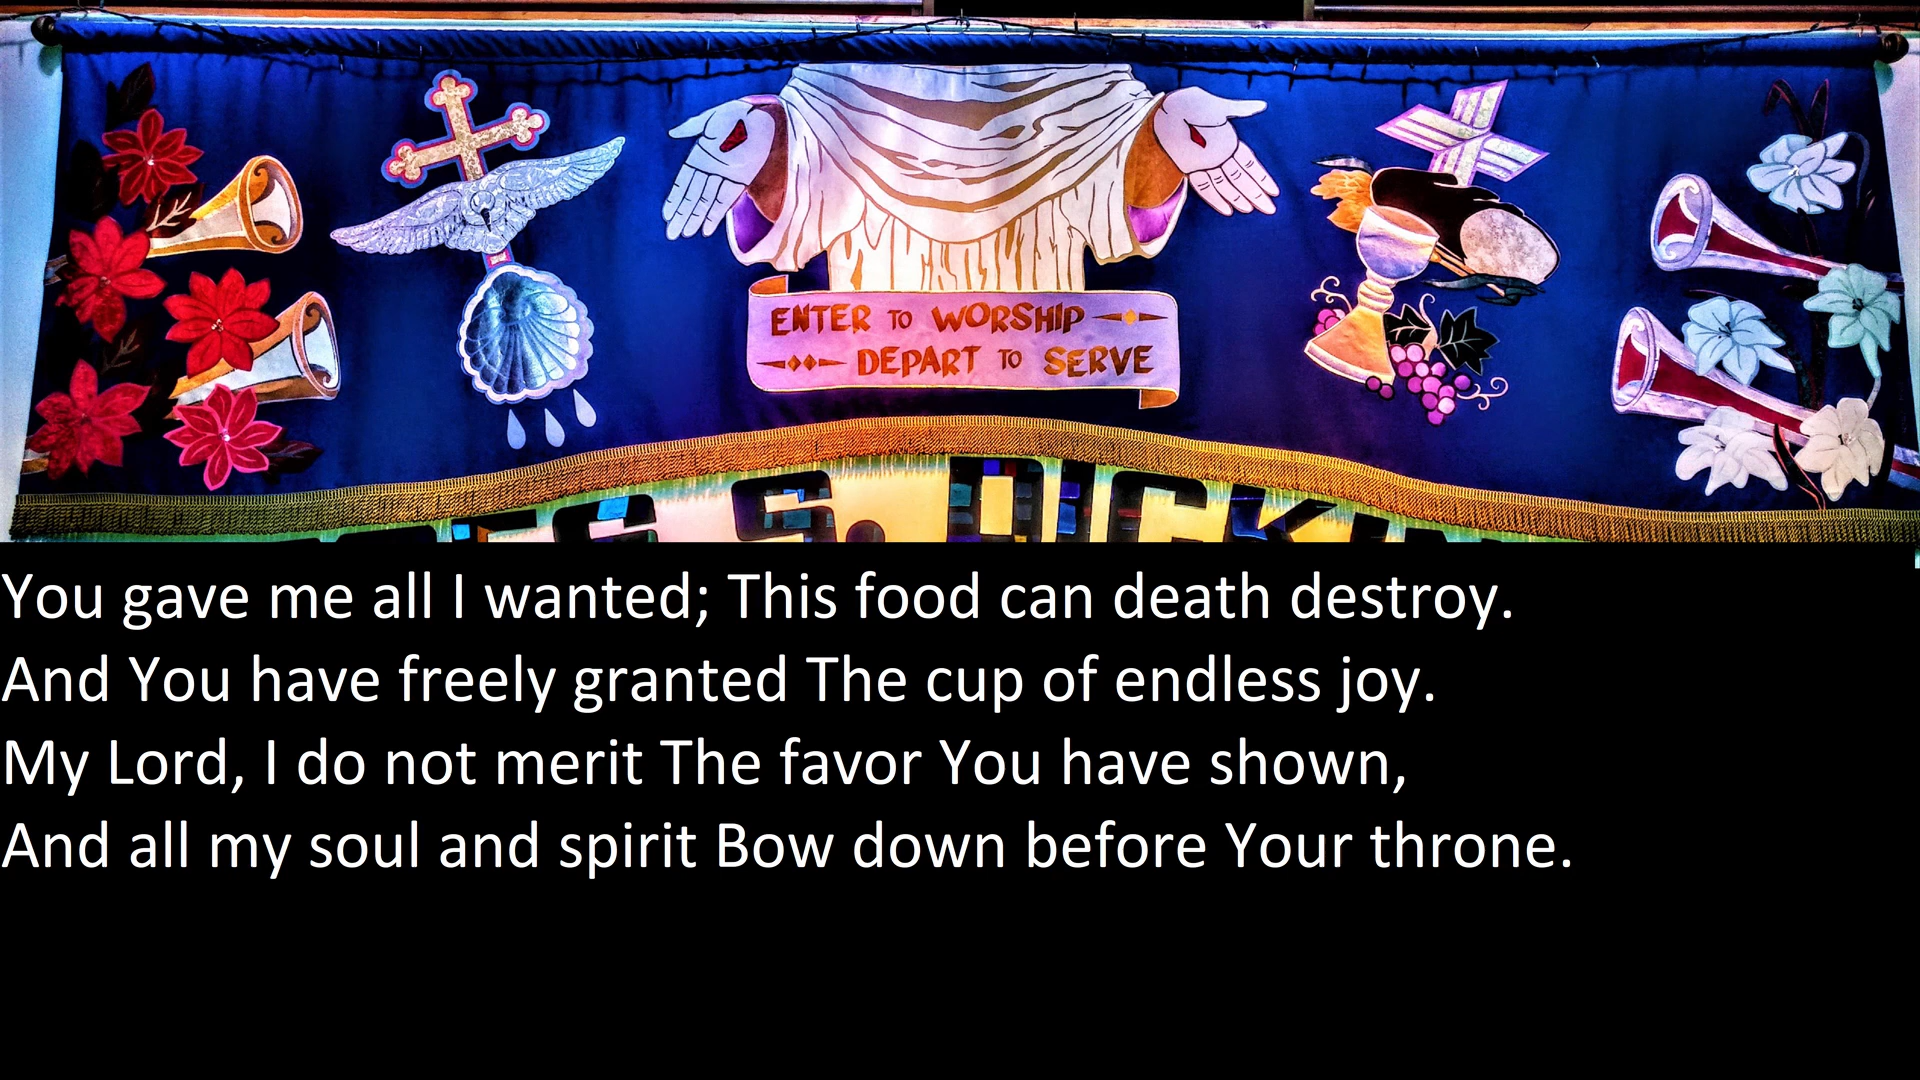 ENTER TO WORSHIP
DEPART TO SERVE
You gave me all I wanted; This food can death destroy.
And You have freely granted The cup of endless joy.
My Lord, I do not merit The favor You have shown,
And all my soul and spirit Bow down before Your throne.